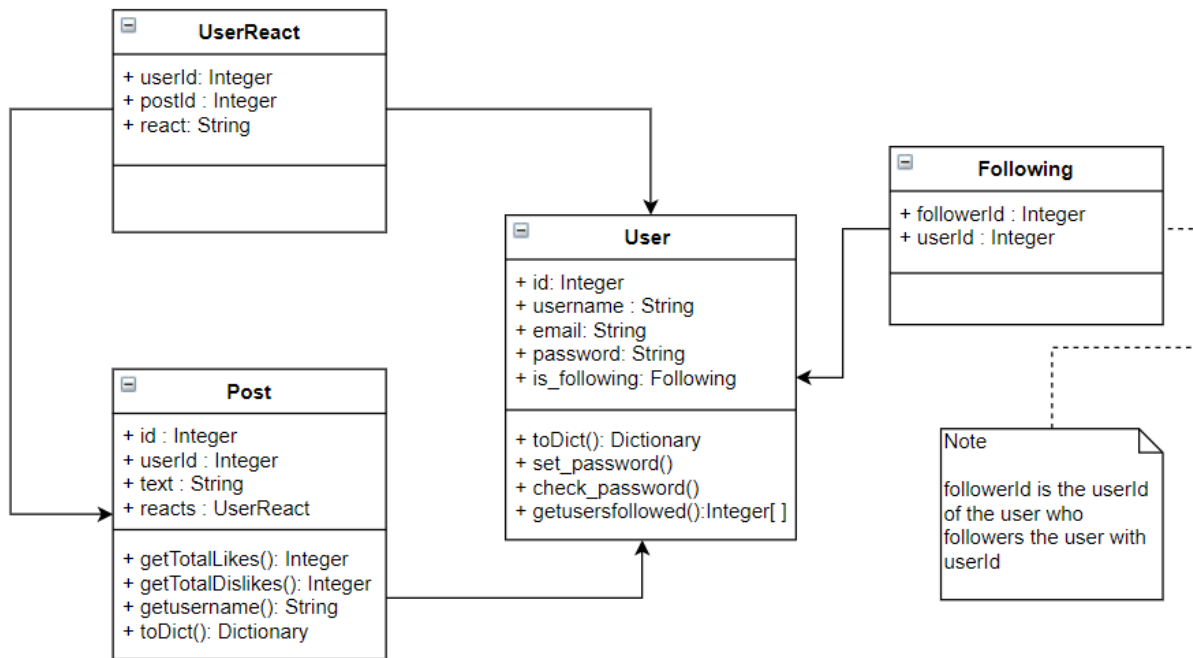 UserReact
+ userId: Integer
+ postId : Integer
+ react: String
Following
+ followerId : Integer
+ userId : Integer
User
+ id: Integer
+ username : String
+ email: String
+ password: String
+ is_following: Following
+ toDict(): Dictionary
+ set_password()
+ check_password()
+ getusersfollowed():Integer[ ]
Post
+ id : Integer
+ userId : Integer
+ text : String
+ reacts : UserReact
+ getTotalLikes(): Integer
+ getTotalDislikes(): Integer
+ getusername(): String
+ toDict(): Dictionary
Note
followerId is the userId
of the user who
followers the user with
userId